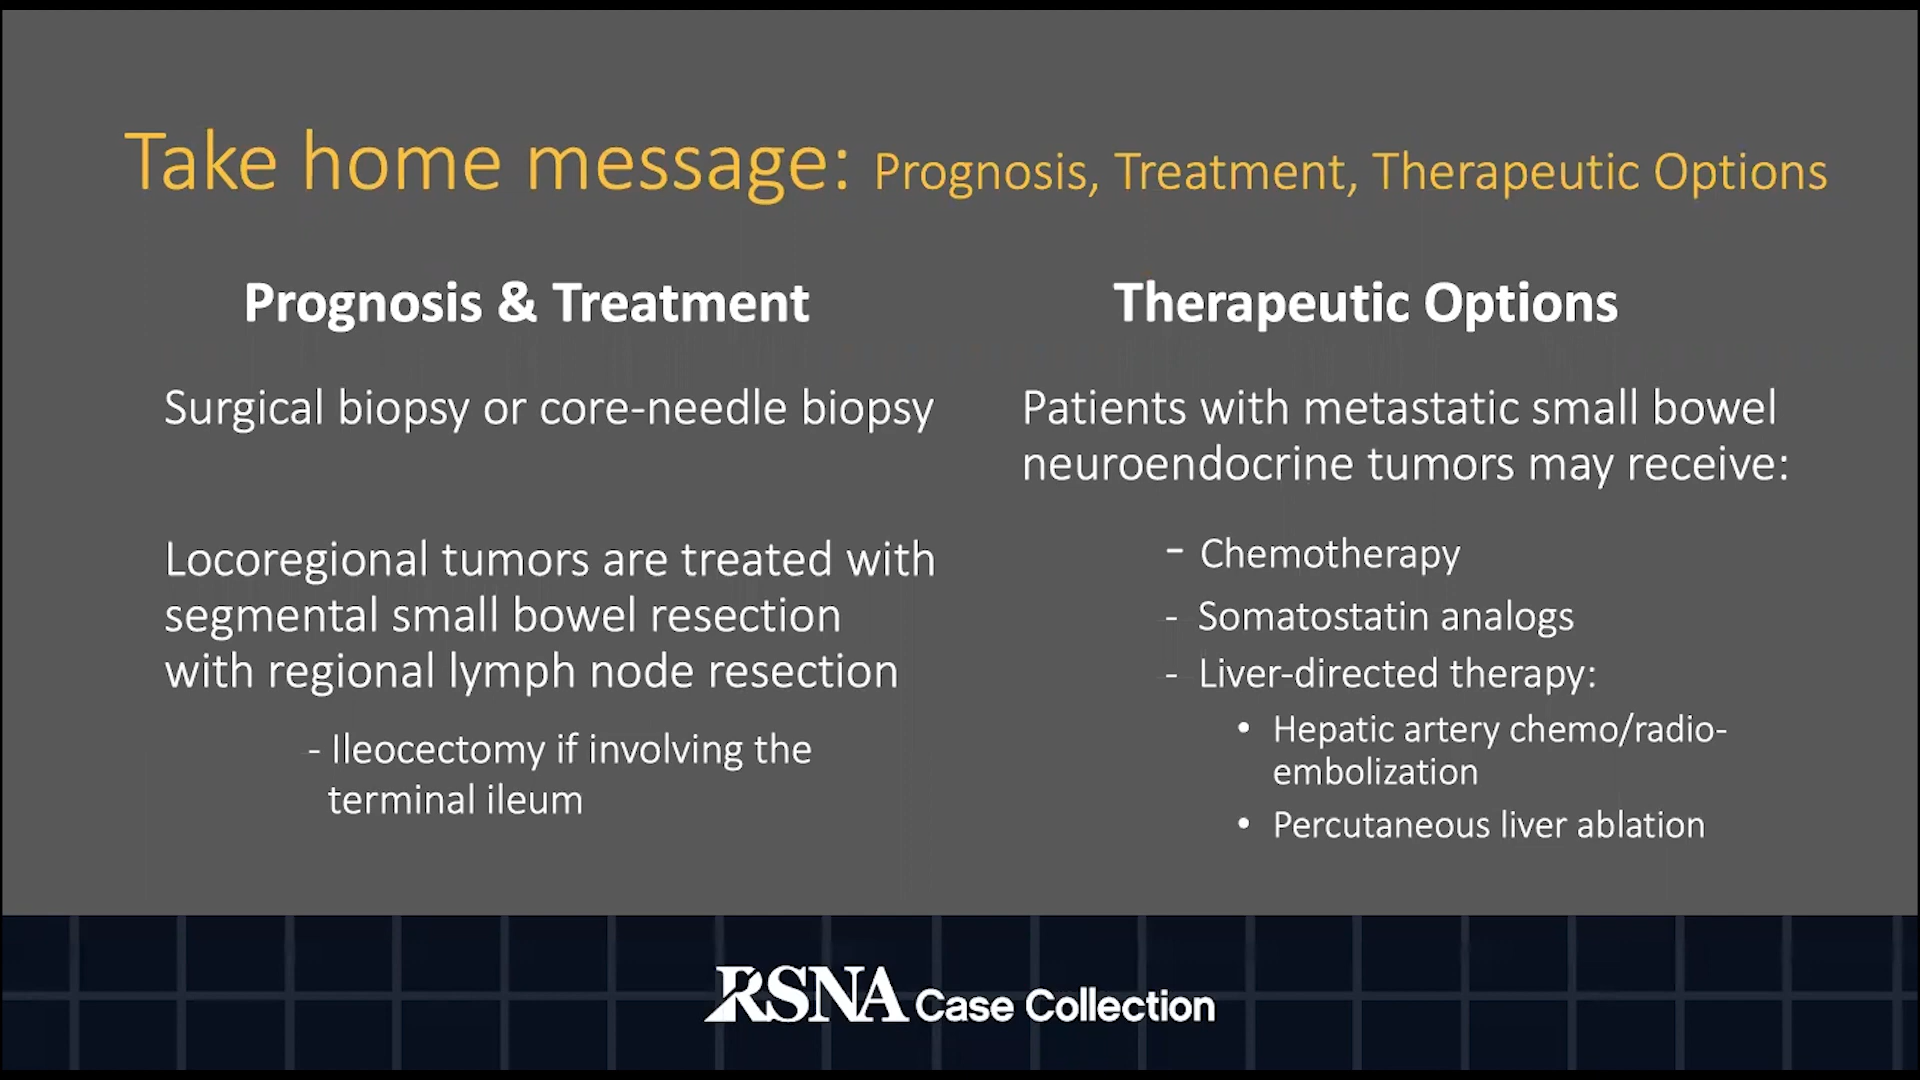 Take home message: Prognosis, Treatment, Therapeutic Options
Prognosis & Treatment
Surgical biopsy or core-needle biopsy
Locoregional tumors are treated with
segmental small bowel resection
with regional lymph node resection
- Ileocectomy if involving the
terminal ileum
Therapeutic Options
Patients with metastatic small bowel
neuroendocrine tumors may receive:
- Chemotherapy
- Somatostatin analogs
- Liver-directed therapy:
• Hepatic artery chemo/radio-
embolization
• Percutaneous liver ablation
RSNA Case Collection